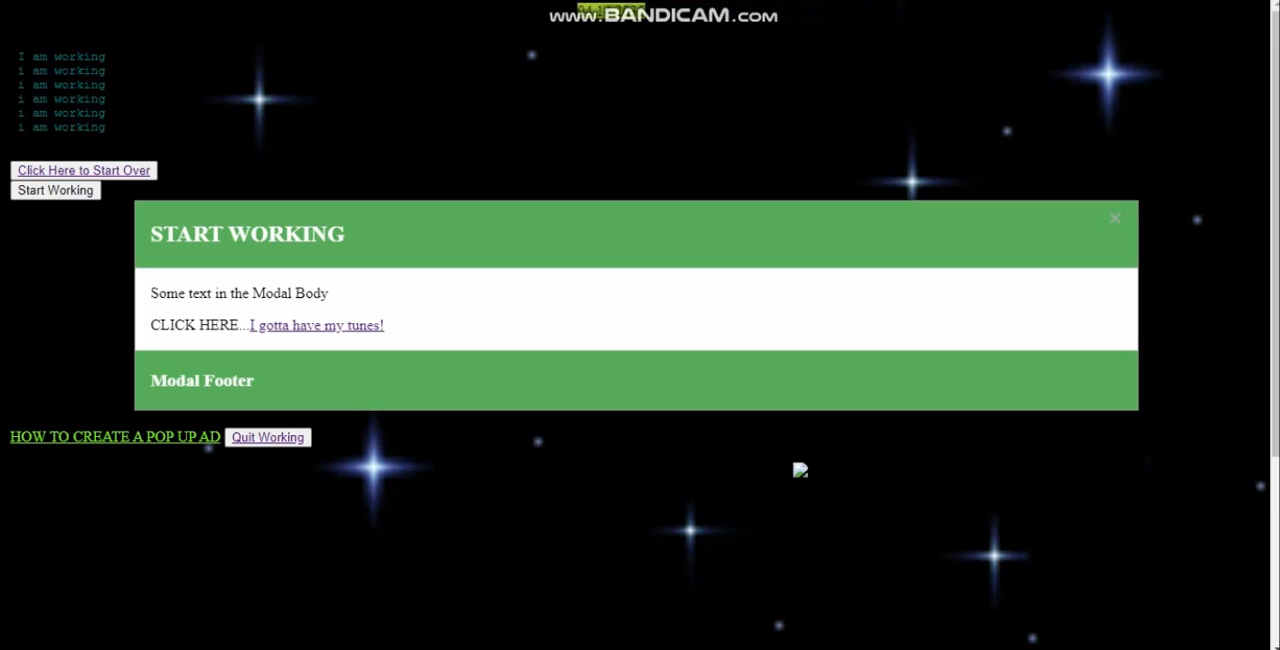 www.BANDICAM.com
I am working
i am working
i am working
i am working
i am working
i am working
Click Here to Start Over
Start Working
×
START WORKING
Some text in the Modal Body
CLICK HERE...I gotta have my tunes!
Modal Footer
HOW TO CREATE A POP UP AD Quit Working